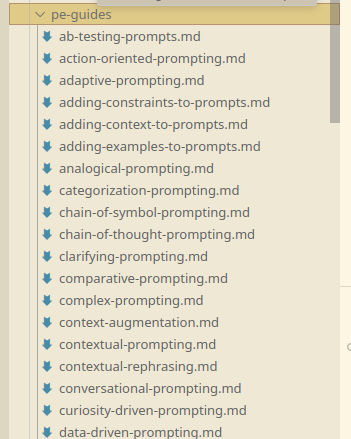 pe-guides
ab-testing-prompts.md
action-oriented-prompting.md
adaptive-prompting.md
adding-constraints-to-prompts.md
adding-context-to-prompts.md
adding-examples-to-prompts.md
analogical-prompting.md
categorization-prompting.md
chain-of-symbol-prompting.md
chain-of-thought-prompting.md
clarifying-prompting.md
comparative-prompting.md
complex-prompting.md
context-augmentation.md
contextual-prompting.md
contextual-rephrasing.md
conversational-prompting.md
curiosity-driven-prompting.md
data-driven-prompting.md